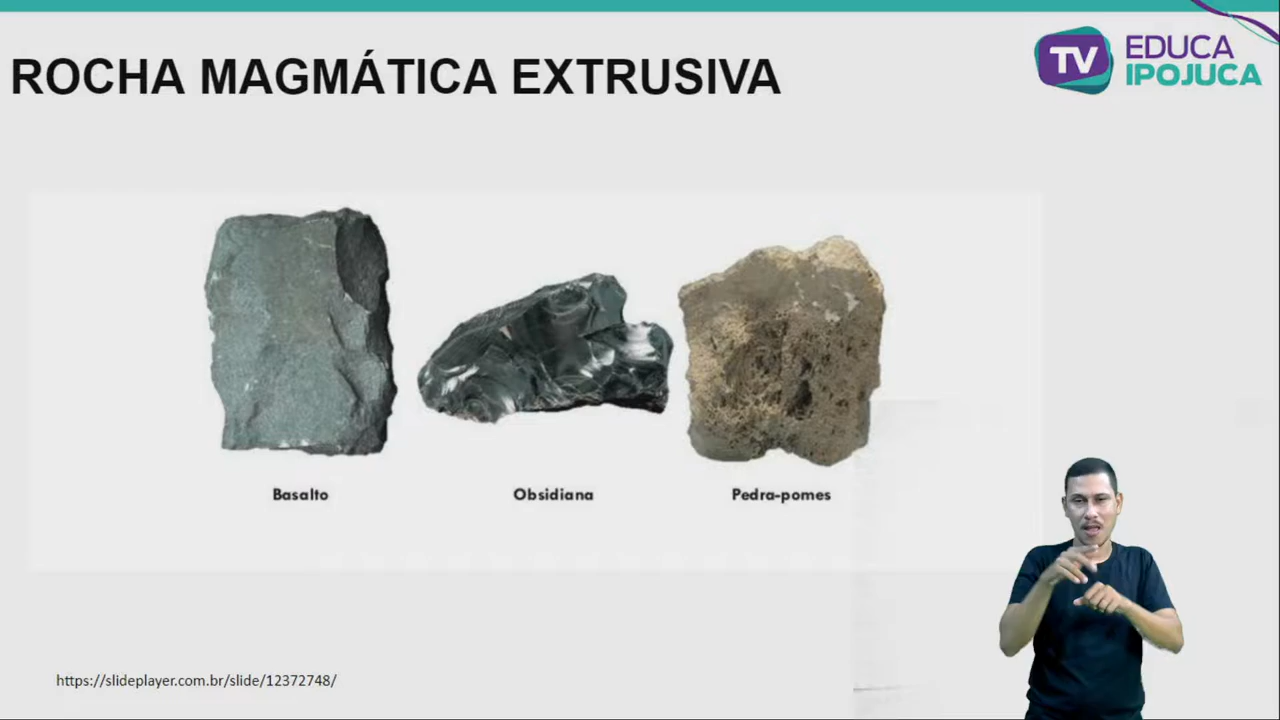 ROCHA MAGMÁTICA EXTRUSIVA
TV EDUCA
IPOJUCA
Basalto
Obsidiana
Pedra-pomes
https://slideplayer.com.br/slide/12372748/